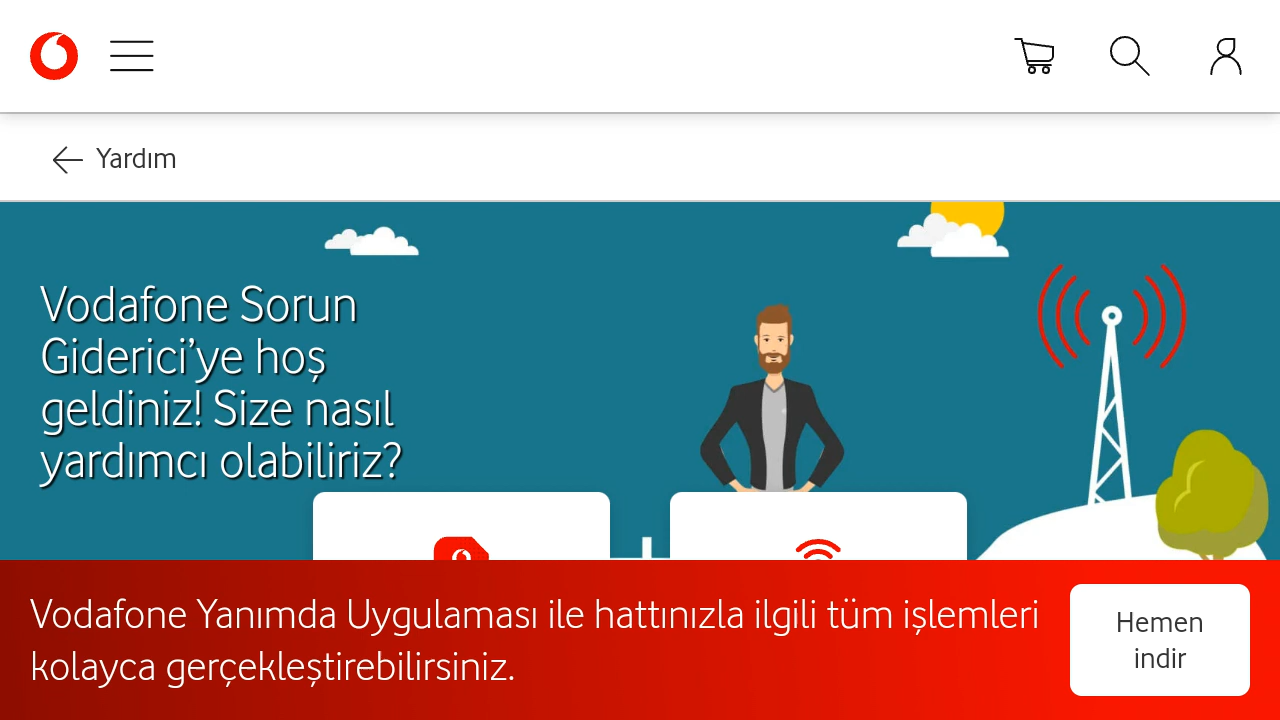 Yardım
Vodafone Sorun
Giderici’ye hoş
geldiniz! Size nasıl
yardımcı olabiliriz?
Vodafone Yanımda Uygulaması ile hattınızla ilgili tüm işlemleri
kolayca gerçekleştirebilirsiniz.
Hemen
indir